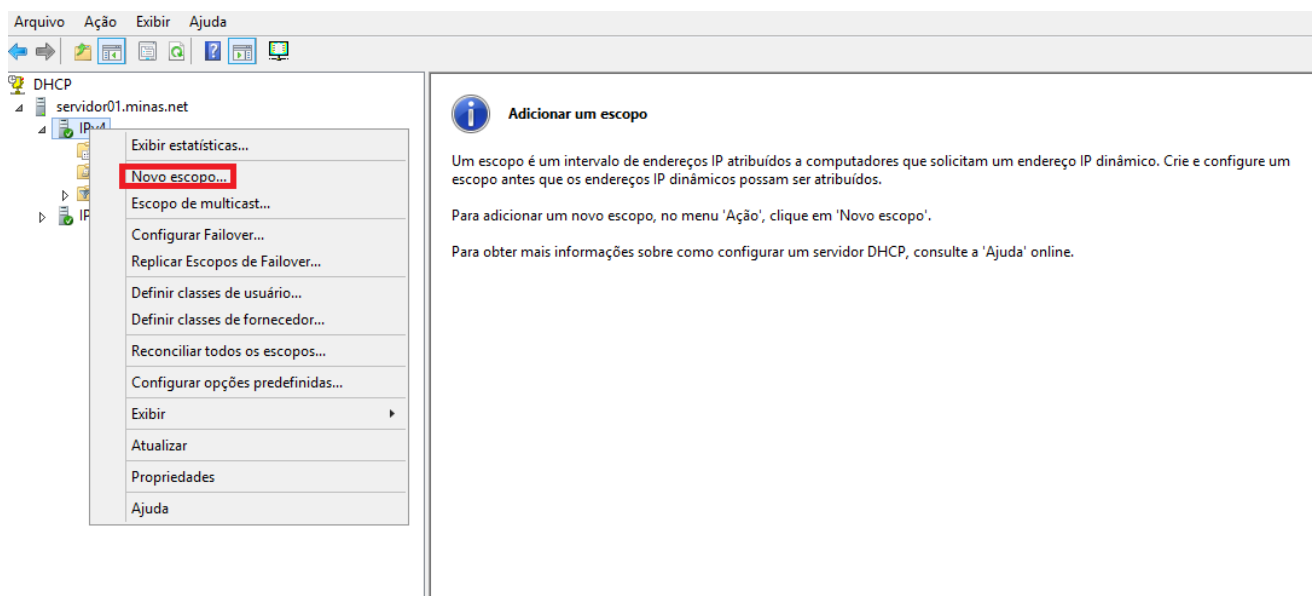 Arquivo Ação Exibir Ajuda
DHCP
servidor01.minas.net
IPv4
Exibir estatísticas...
Novo escopo...
Escopo de multicast...
Configurar Failover...
Replicar Escopos de Failover...
Definir classes de usuário...
Definir classes de fornecedor...
Reconciliar todos os escopos...
Configurar opções predefinidas...
Exibir
Atualizar
Propriedades
Ajuda
Adicionar um escopo
Um escopo é um intervalo de endereços IP atribuídos a computadores que solicitam um endereço IP dinâmico. Crie e configure um
escopo antes que os endereços IP dinâmicos possam ser atribuídos.
Para adicionar um novo escopo, no menu 'Ação', clique em 'Novo escopo'.
Para obter mais informações sobre como configurar um servidor DHCP, consulte a 'Ajuda' online.